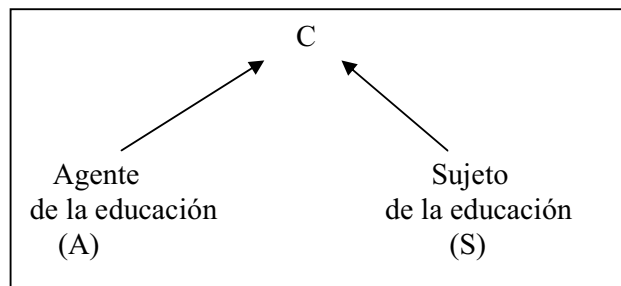 C
Agente
de la educación
(A)
Sujeto
de la educación
(S)